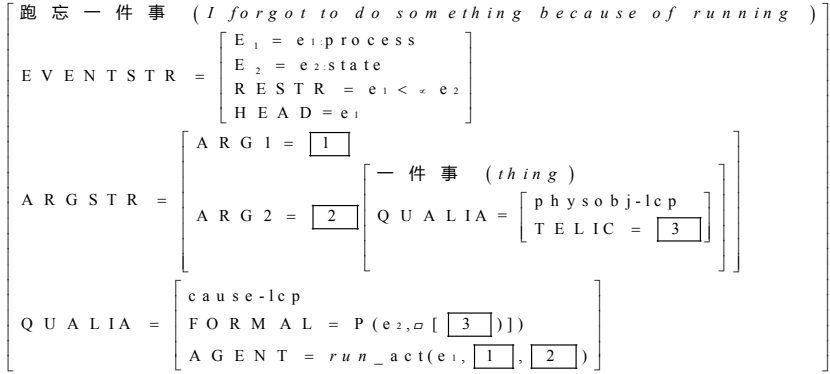 跑忘一件事 (I forgot to do something because of running )
EVENTSTR =
E₁ = e₁:process
E₂ = e₂:state
RESTR = e₁ <∝ e₂
HEAD=e₁
ARGSTR =
ARG1 = 1
ARG2 = 2
一件事 (thing)
QUALIA=
physobj-lcp
TELIC = 3
QUALIA =
cause-lcp
FORMAL = P(e₂,▱ [ 3 )])
AGENT = run_act(e₁, 1 , 2 )